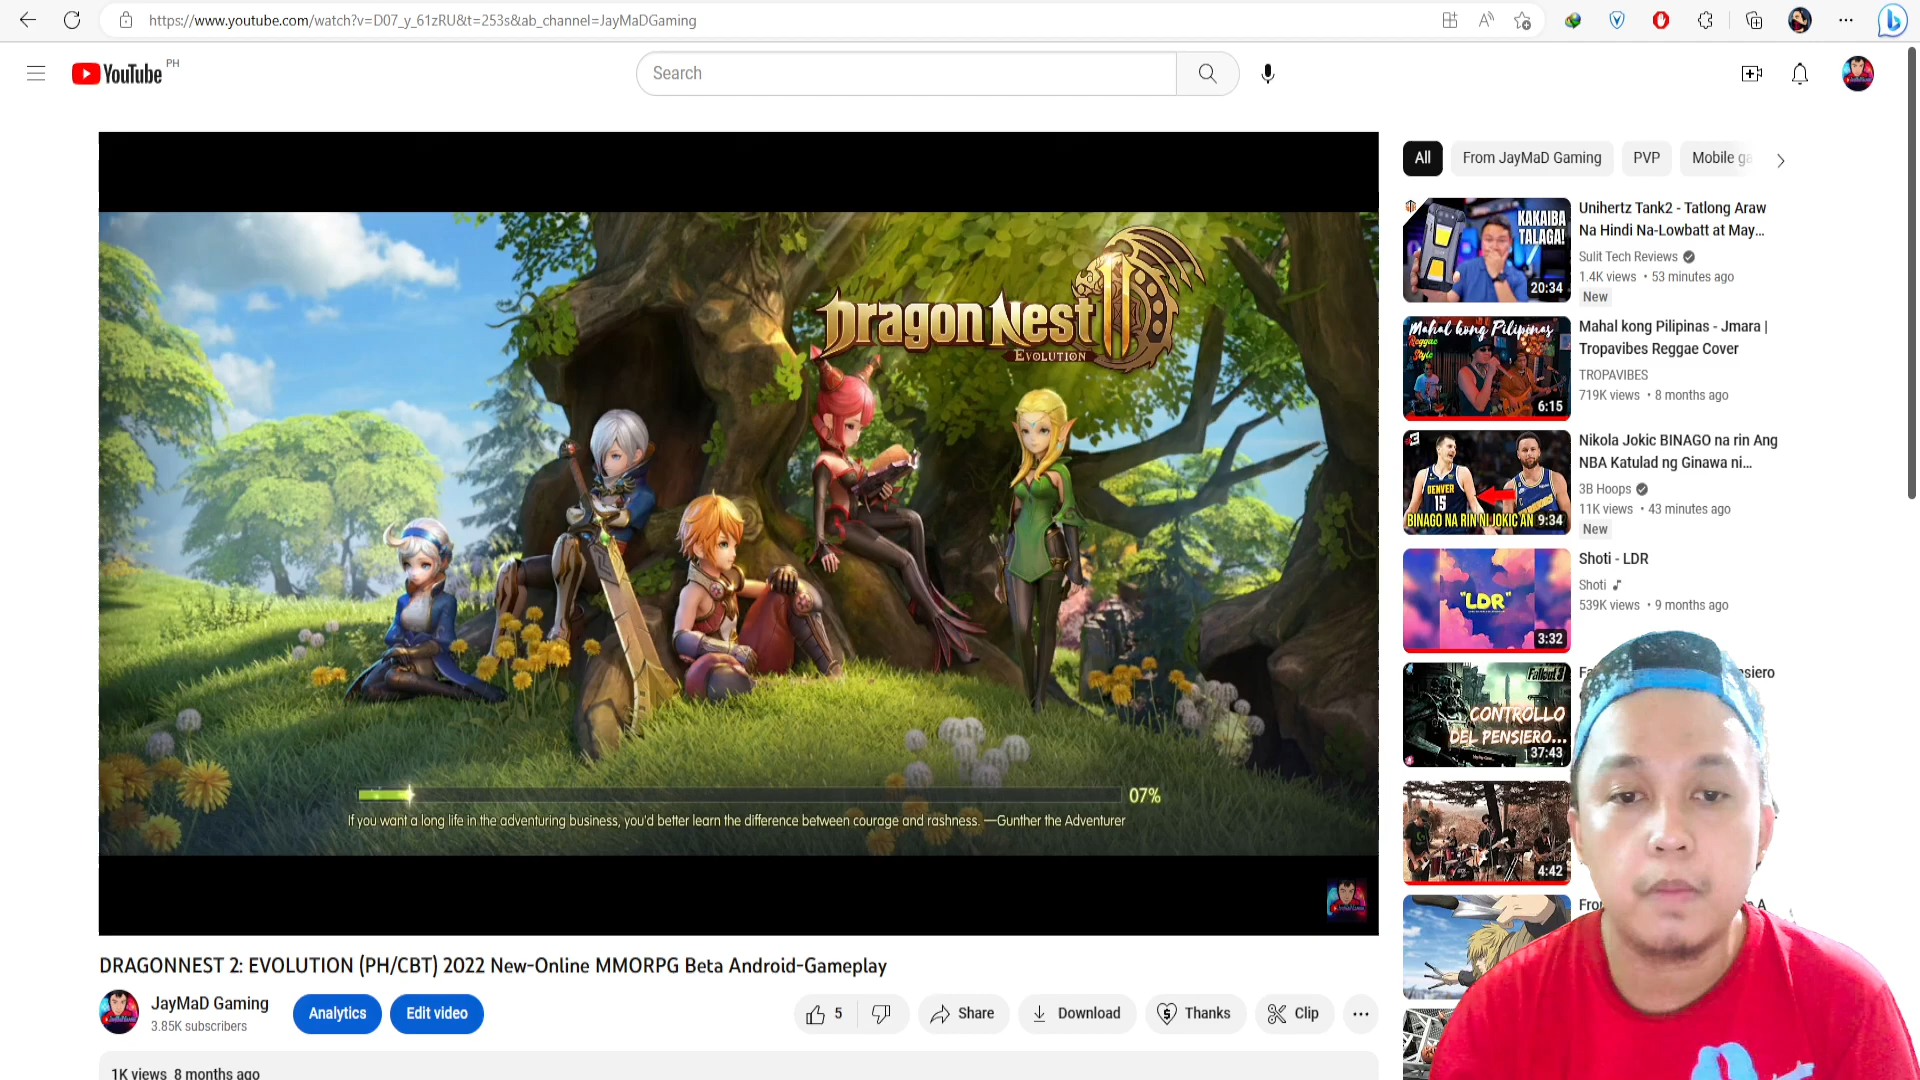 https://www.youtube.com/watch?v=D07_y_61zRU&t=253s&ab_channel=JayMaDGaming
YouTube PH
Search
Dragon Nest II
EVOLUTION
07%
If you want a long life in the adventuring business, you'd better learn the difference between courage and rashness. —Gunther the Adventurer
DRAGONNEST 2: EVOLUTION (PH/CBT) 2022 New-Online MMORPG Beta Android-Gameplay
JayMaD Gaming
3.85K subscribers
Analytics
Edit video
5
Share
Download
Thanks
Clip
1K views 8 months ago
All
From JayMaD Gaming
PVP
Mobile ga
KAKAIBA
TALAGA!
20:34
Unihertz Tank2 - Tatlong Araw
Na Hindi Na-Lowbatt at May...
Sulit Tech Reviews
1.4K views • 53 minutes ago
New
Mahal kong Pilipinas
Reggae
Style
6:15
Mahal kong Pilipinas - Jmara |
Tropavibes Reggae Cover
TROPAVIBES
719K views • 8 months ago
DENVER
15
BINAGO NA RIN NI JOKIC AN
9:34
Nikola Jokic BINAGO na rin Ang
NBA Katulad ng Ginawa ni...
3B Hoops
11K views • 43 minutes ago
New
"LDR"
3:32
Shoti - LDR
Shoti
539K views • 9 months ago
Fallout 3
CONTROLLO
DEL PENSIERO...
37:43
4:42